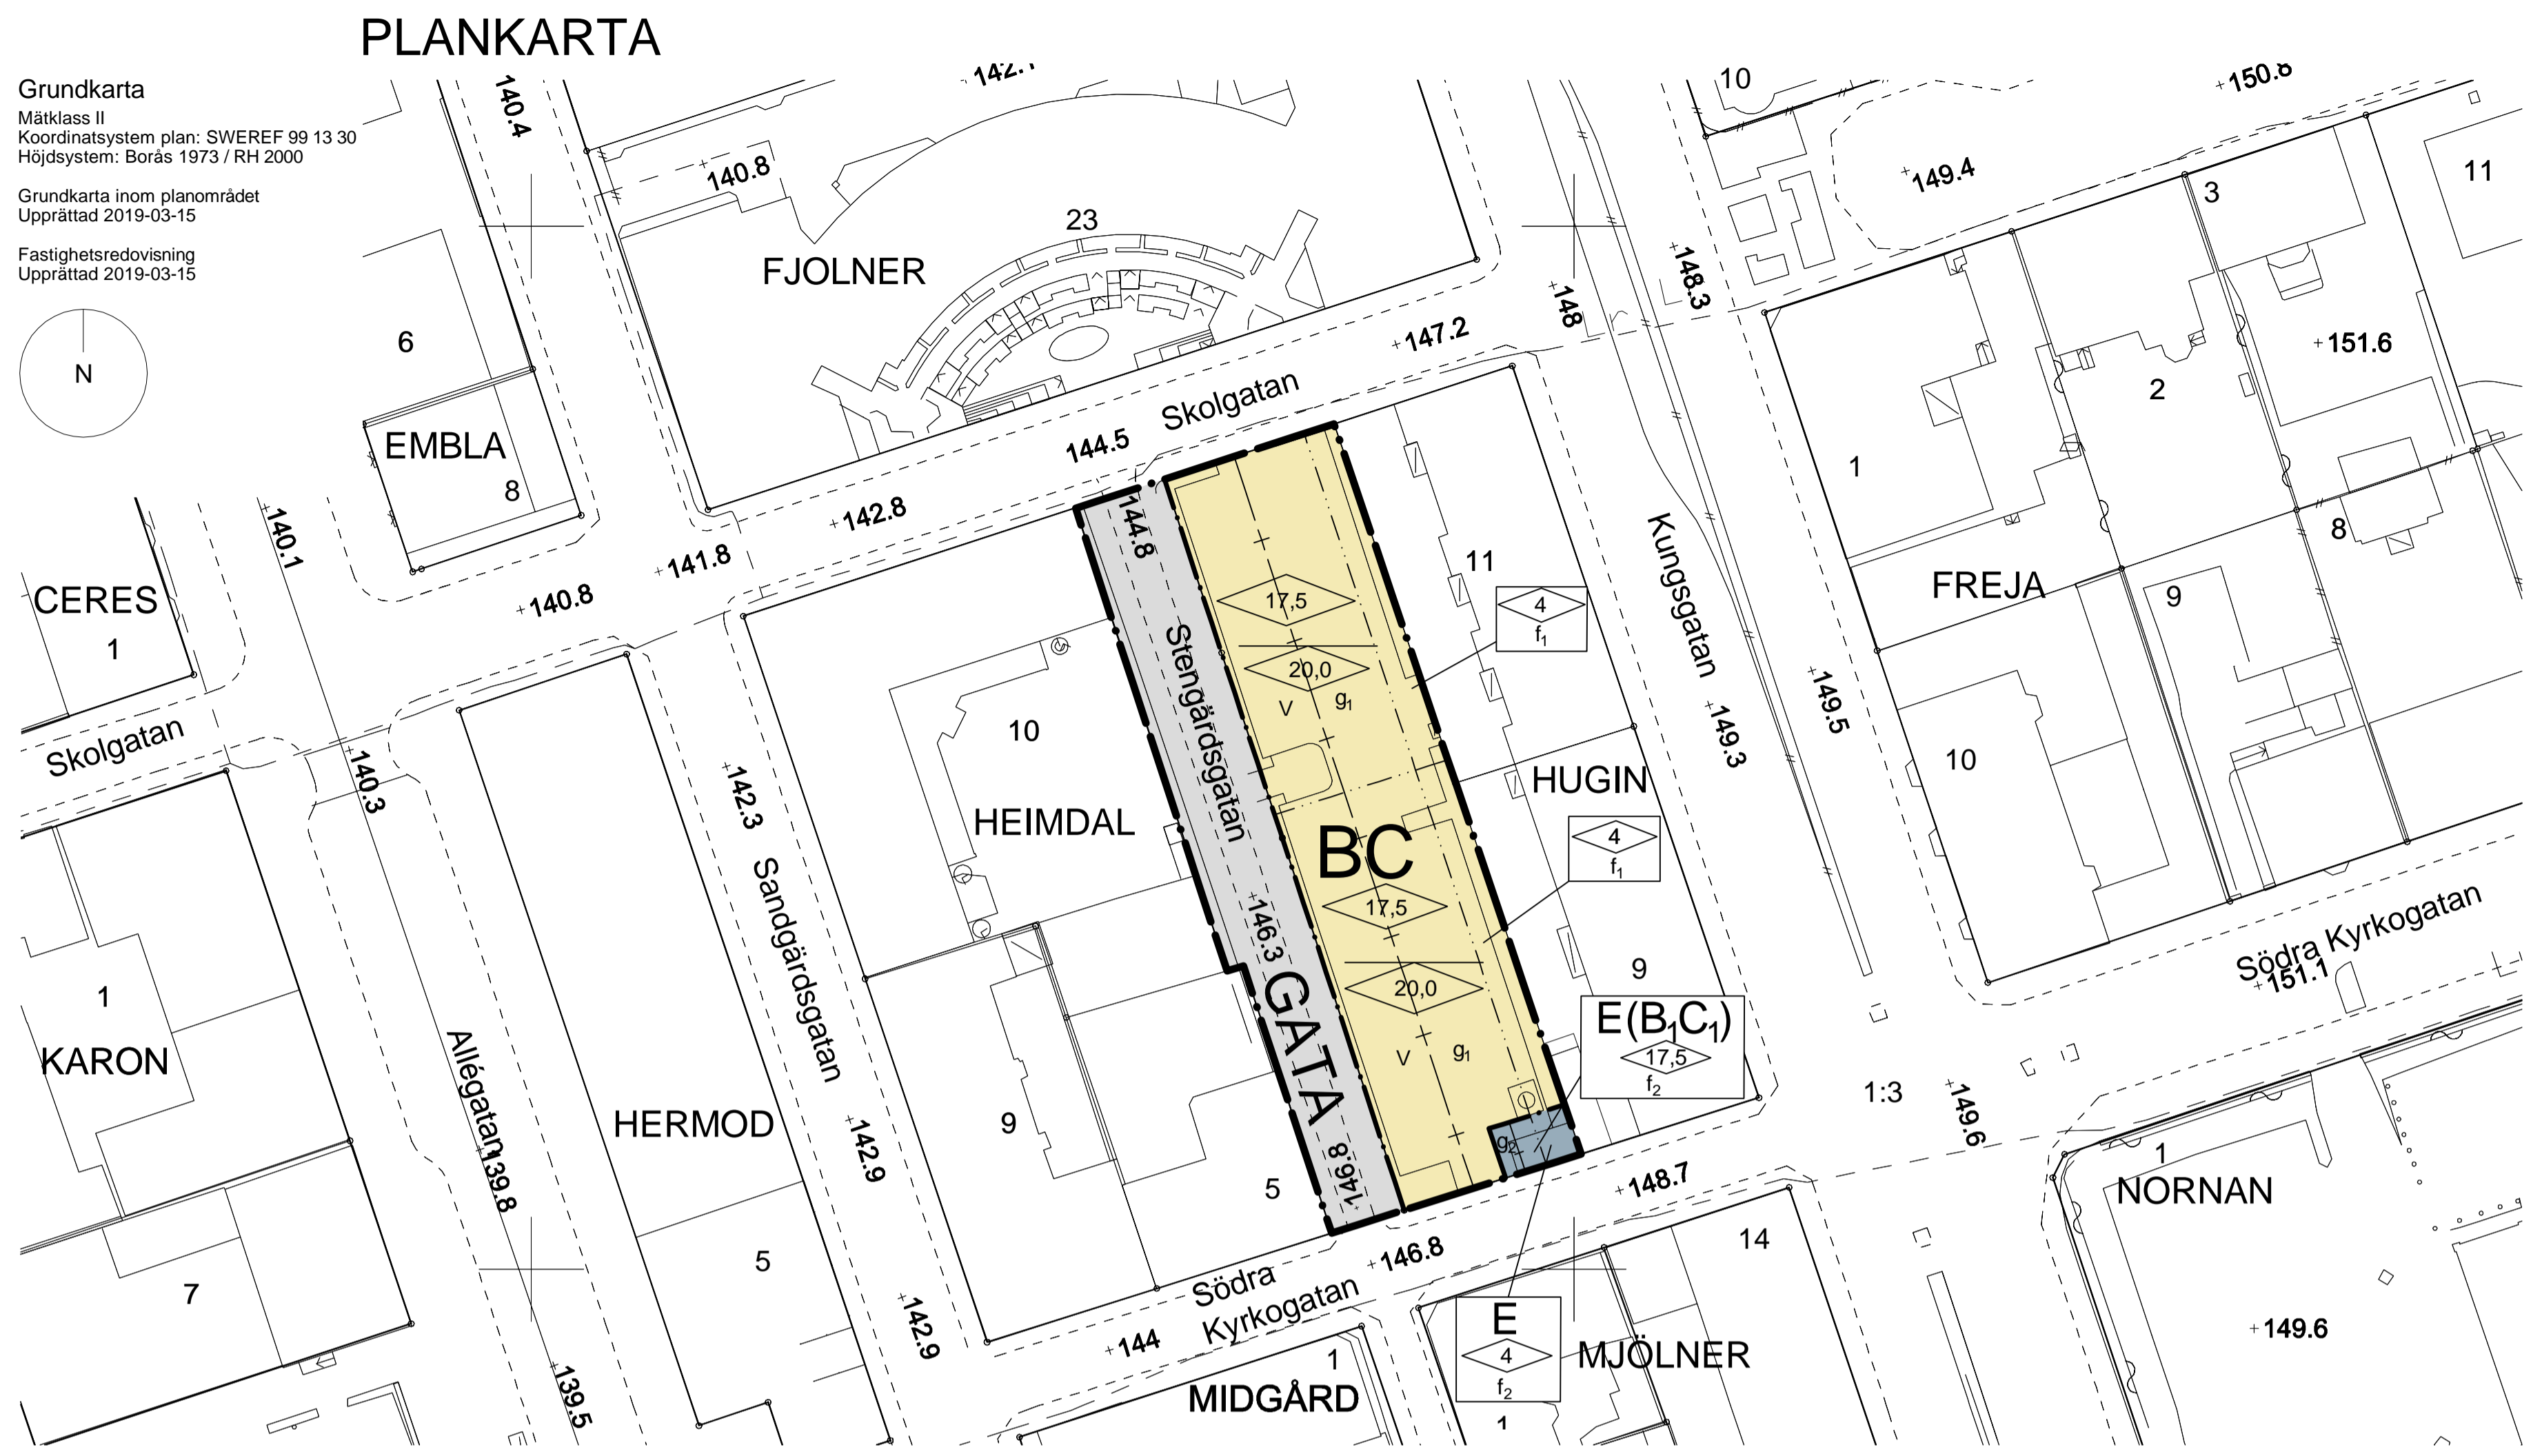 PLANKARTA
Grundkarta
Mätklass II
Koordinatsystem plan: SWEREF 99 13 30
Höjdsystem: Borås 1973 / RH 2000
Grundkarta inom planområdet
Upprättad 2019-03-15
Fastighetsredovisning
Upprättad 2019-03-15
N
140.4
140.8
23
FJOLNER
10
150.8
149.4
3
11
148
148.3
147.2
151.6
6
EMBLA
8
Skolgatan
144.5
142.8
144.8
141.8
140.8
140.1
CERES
1
1
2
8
17,5
4
f1
11
Kungsgatan
FREJA
9
20,0
V
g1
Stengärdsgatan
10
HEIMDAL
Skolgatan
140.3
142.3
149.3
149.5
10
HUGIN
BC
4
f1
17,5
Sandgärdsgatan
146.3
GATA
20,0
9
Södra Kyrkogatan
151.1
1
KARON
Allégatan
139.8
HERMOD
142.9
9
V
g1
E(B1C1)
17,5
f2
g2
1:3
149.6
1
NORNAN
146.8
5
148.7
14
146.8
Södra
Kyrkogatan
7
5
142.9
144
E
4
f2
MJÖLNER
1
MIDGÅRD
1
139.5
149.6